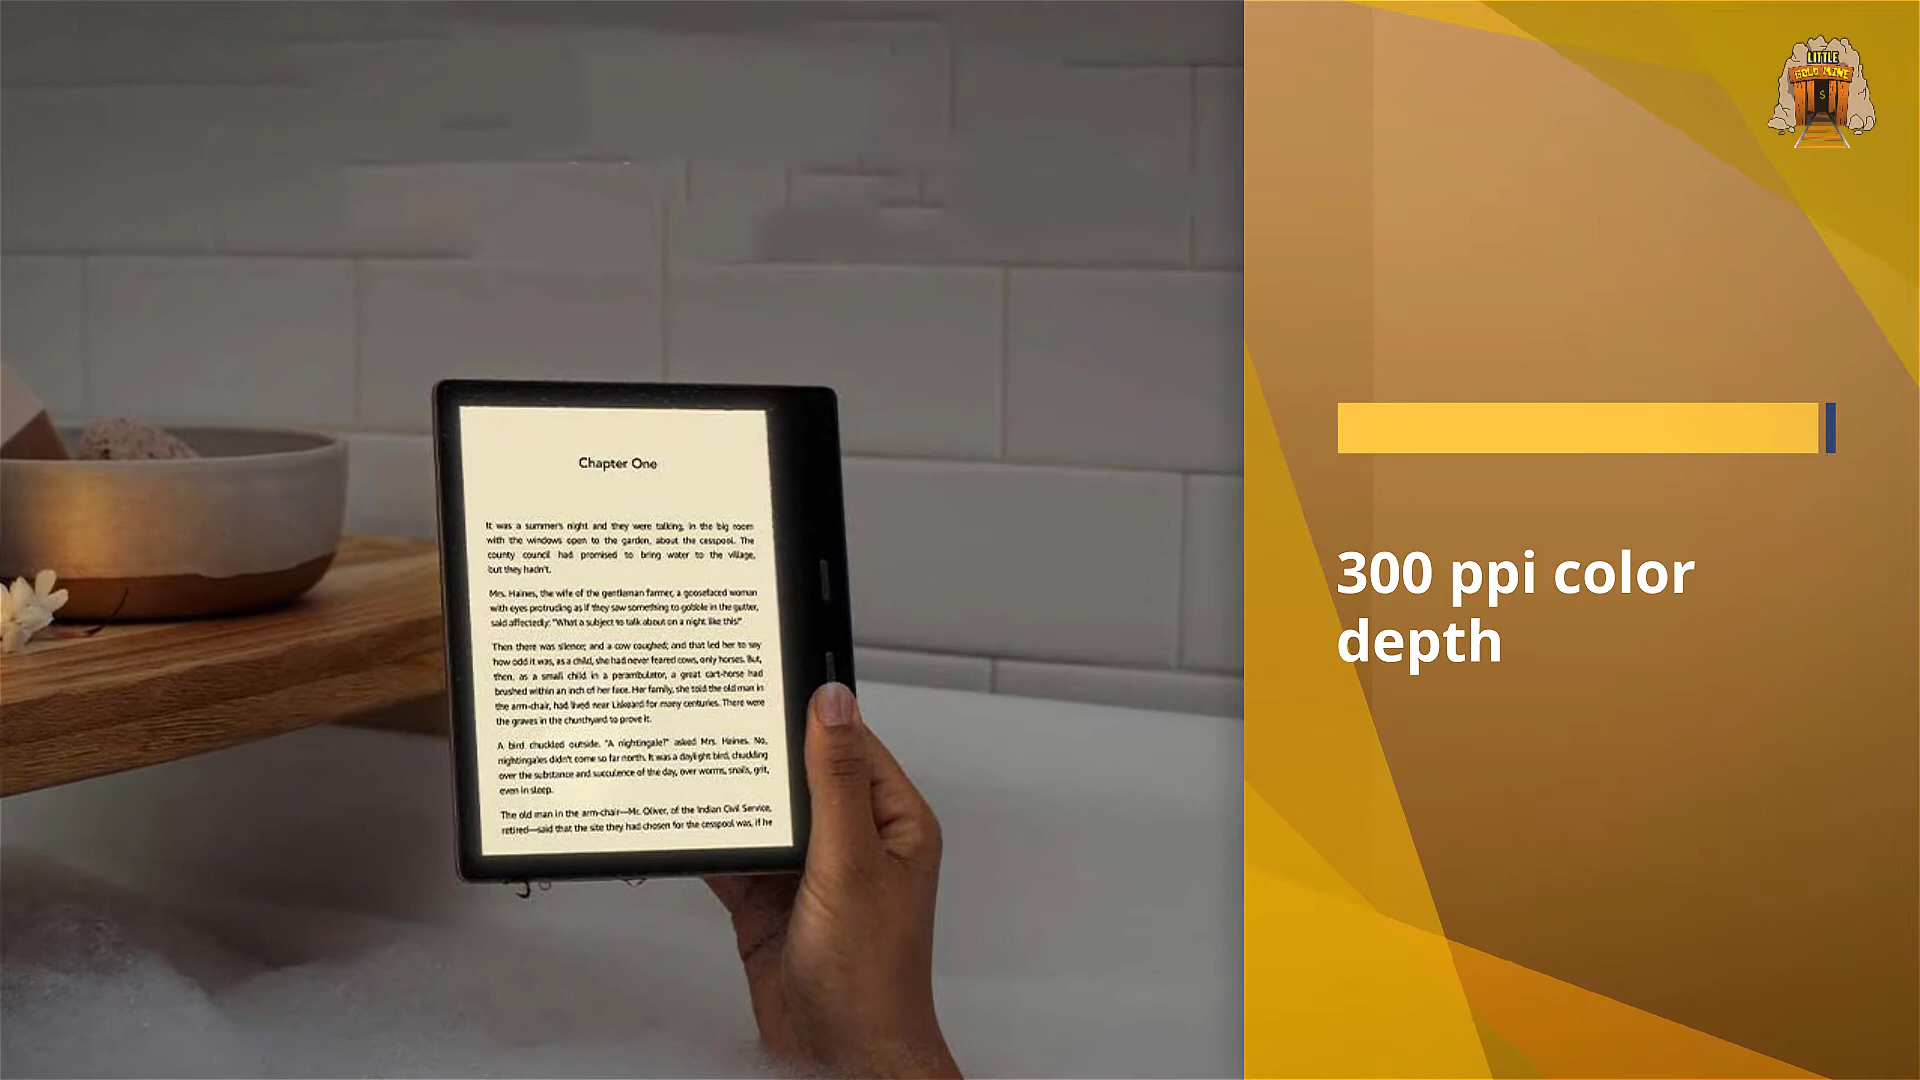 Chapter One
It was a summer's night and they were talking, in the big room
with the windows open to the garden, about the cesspool. The
county council had promised to bring water to the village,
but they hadn't.
Mrs. Haines, the wife of the gentleman farmer, a goosefaced woman
with eyes protruding as if they saw something to gobble in the gutter,
said affectedly: "What a subject to talk about on a night like this!"
Then there was silence; and a cow coughed; and that led her to say
how odd it was, as a child, she had never feared cows, only horses. But,
then, as a small child in a perambulator, a great cart-horse had
brushed within an inch of her face. Her family, she told the old man in
the arm-chair, had lived near Liskeard for many centuries. There were
the graves in the churchyard to prove it.
A bird chuckled outside. "A nightingale?" asked Mrs. Haines. No,
nightingales didn't come so far north. It was a daylight bird, chuckling
over the substance and succulence of the day, over worms, snails, grit,
even in sleep.
The old man in the arm-chair—Mr. Oliver, of the Indian Civil Service,
retired—said that the site they had chosen for the cesspool was, if he
LITTLE
GOLD MINE
$
300 ppi color
depth